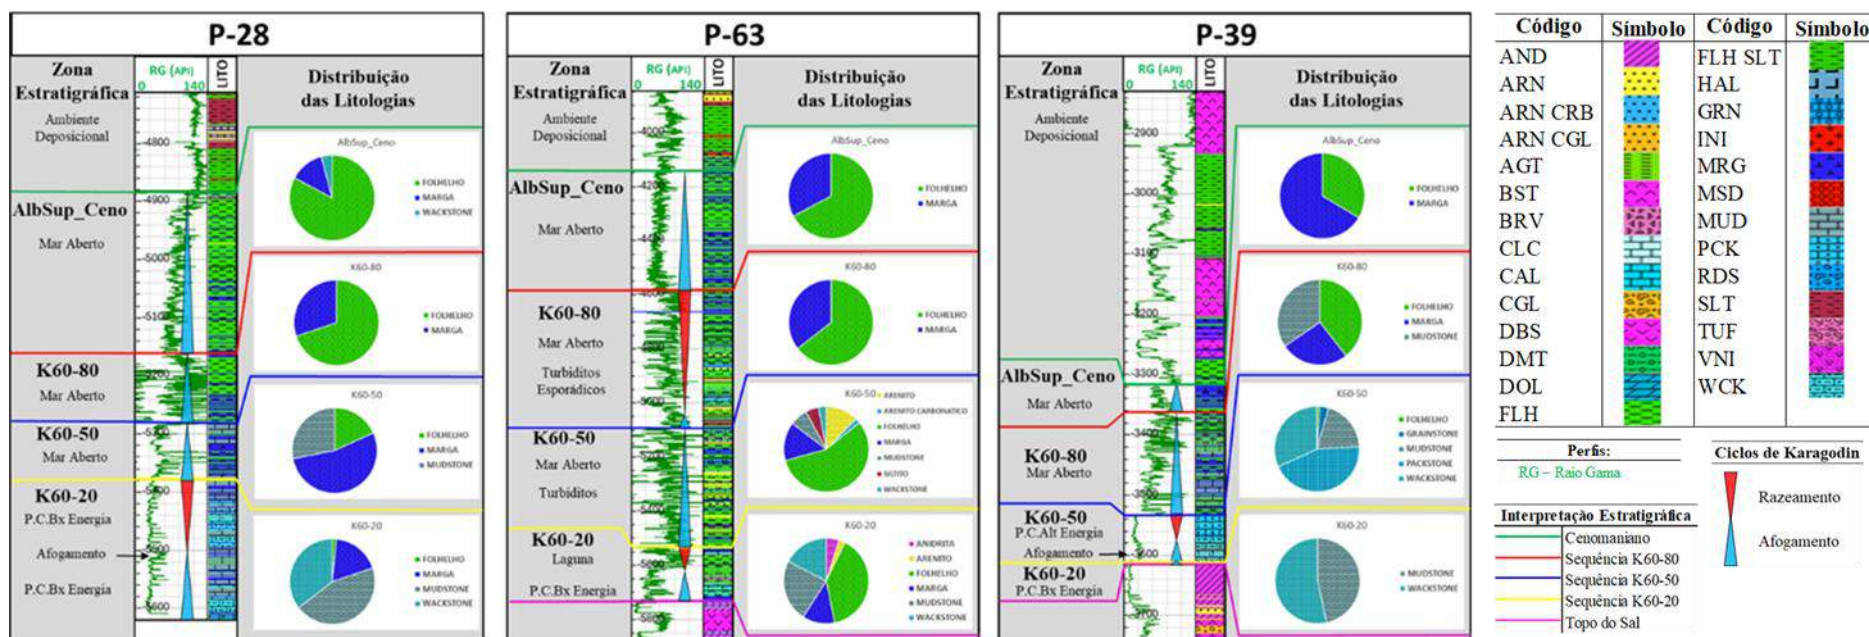 P-28
Zona
Estratigráfica
Ambiente
Deposicional
RG (API)
0 140
LITO
Distribuição
das Litologias
-4800
-4900
-5000
-5100
AlbSup_Ceno
Mar Aberto
K60-80
Mar Aberto
K60-50
Mar Aberto
K60-20
P.C.Bx Energia
Afogamento
P.C.Bx Energia
AlbSup_Ceno
FOLHELHO
MARGA
WACKSTONE
K60-80
FOLHELHO
MARGA
K60-50
FOLHELHO
MARGA
MUDSTONE
K60-20
FOLHELHO
MARGA
MUDSTONE
WACKSTONE
P-63
Zona
Estratigráfica
Ambiente
Deposicional
RG (API)
0 140
LITO
Distribuição
das Litologias
AlbSup_Ceno
Mar Aberto
K60-80
Mar Aberto
Turbiditos
Esporádicos
K60-50
Mar Aberto
Turbiditos
K60-20
Laguna
P.C.Bx Energia
AlbSup_Ceno
FOLHELHO
MARGA
K60-80
FOLHELHO
MARGA
K60-50
ARENITO
ARENITO CARBONATICO
FOLHELHO
MARGA
MUDSTONE
SILTITO
WACKSTONE
K60-20
ANIDRITA
ARENITO
FOLHELHO
MARGA
MUDSTONE
WACKSTONE
P-39
Zona
Estratigráfica
Ambiente
Deposicional
RG (API)
0 140
LITO
Distribuição
das Litologias
-2900
-3000
-3100
-3200
-3300
-3400
AlbSup_Ceno
Mar Aberto
K60-80
Mar Aberto
K60-50
P.C.Alt Energia
Afogamento
K60-20
P.C.Bx Energia
AlbSup_Ceno
FOLHELHO
MARGA
K60-80
FOLHELHO
MARGA
MUDSTONE
K60-50
FOLHELHO
GRAINSTONE
MUDSTONE
PACKSTONE
WACKSTONE
K60-20
MUDSTONE
WACKSTONE
Código Símbolo Código Símbolo
AND FLH SLT
ARN HAL
ARN CRB GRN
ARN CGL INI
AGT MRG
BST MSD
BRV MUD
CLC PCK
CAL RDS
CGL SLT
DBS TUF
DMT VNI
DOL WCK
FLH
Perfis:
RG – Raio Gama
Interpretação Estratigráfica
Cenomaniano
Sequência K60-80
Sequência K60-50
Sequência K60-20
Topo do Sal
Ciclos de Karagodin
Razeamento
Afogamento